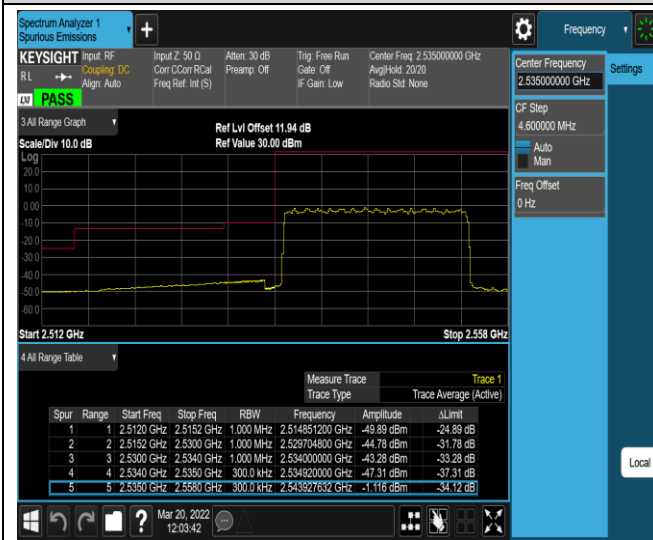 Spectrum Analyzer 1
Spurious Emissions
+
Frequency
KEYSIGHT Input: RF Input Z: 50 Ω Atten: 30 dB Trig: Free Run Center Freq: 2.535000000 GHz
RL Coupling: DC Corr CCorr RCal Preamp: Off Gate: Off Avg|Hold: 20/20
Align: Auto Freq Ref: Int (S) IF Gain: Low Radio Std: None
LXI PASS
Center Frequency
2.535000000 GHz
Settings
CF Step
4.600000 MHz
Auto
Man
Freq Offset
0 Hz
3 All Range Graph
Ref Lvl Offset 11.94 dB
Scale/Div 10.0 dB Ref Value 30.00 dBm
Log
20.0
10.0
0.00
-10.0
-20.0
-30.0
-40.0
-50.0
-60.0
Start 2.512 GHz Stop 2.558 GHz
4 All Range Table
Measure Trace Trace 1
Trace Type Trace Average (Active)
Spur Range Start Freq Stop Freq RBW Frequency Amplitude ΔLimit
1 1 2.5120 GHz 2.5152 GHz 1.000 MHz 2.514851200 GHz -49.89 dBm -24.89 dB
2 2 2.5152 GHz 2.5300 GHz 1.000 MHz 2.529704800 GHz -44.78 dBm -31.78 dB
3 3 2.5300 GHz 2.5340 GHz 1.000 MHz 2.534000000 GHz -43.28 dBm -33.28 dB
4 4 2.5340 GHz 2.5350 GHz 300.0 kHz 2.534920000 GHz -47.31 dBm -37.31 dB
5 5 2.5350 GHz 2.5580 GHz 300.0 kHz 2.543927632 GHz -1.116 dBm -34.12 dB
Local
? Mar 20, 2022
12:03:42